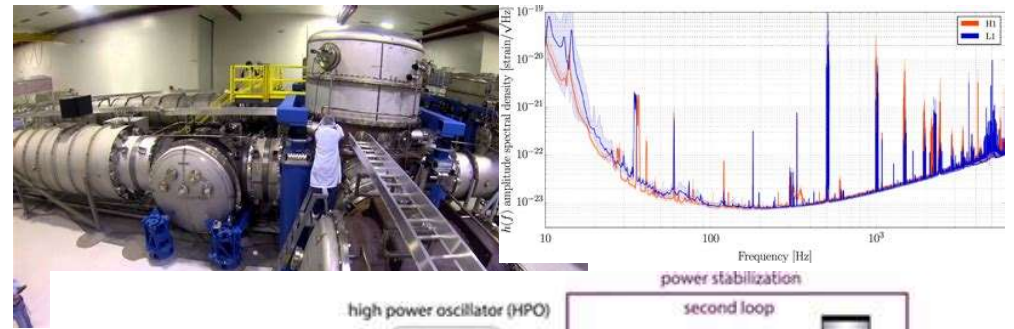 10⁻¹⁹
10⁻²⁰
10⁻²¹
10⁻²²
10⁻²³
h(f) amplitude spectral density [strain/√Hz]
H1
L1
10
100
10³
Frequency [Hz]
power stabilization
high power oscillator (HPO)
second loop